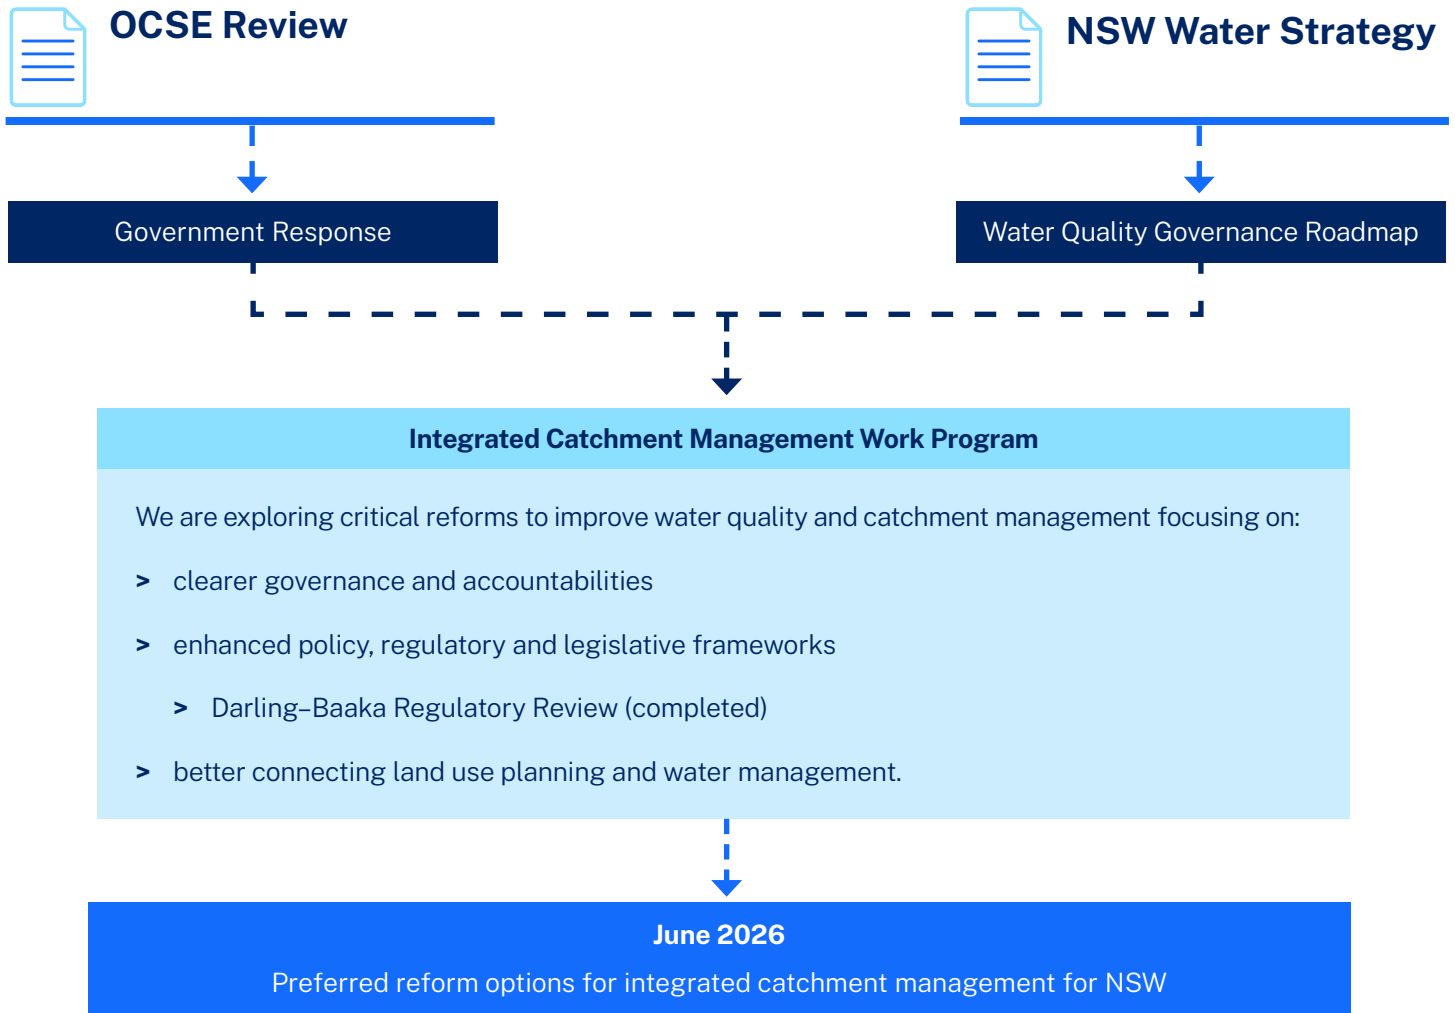 OCSE Review
NSW Water Strategy
Government Response
Water Quality Governance Roadmap
Integrated Catchment Management Work Program
We are exploring critical reforms to improve water quality and catchment management focusing on:
> clearer governance and accountabilities
> enhanced policy, regulatory and legislative frameworks
> Darling–Baaka Regulatory Review (completed)
> better connecting land use planning and water management.
June 2026
Preferred reform options for integrated catchment management for NSW